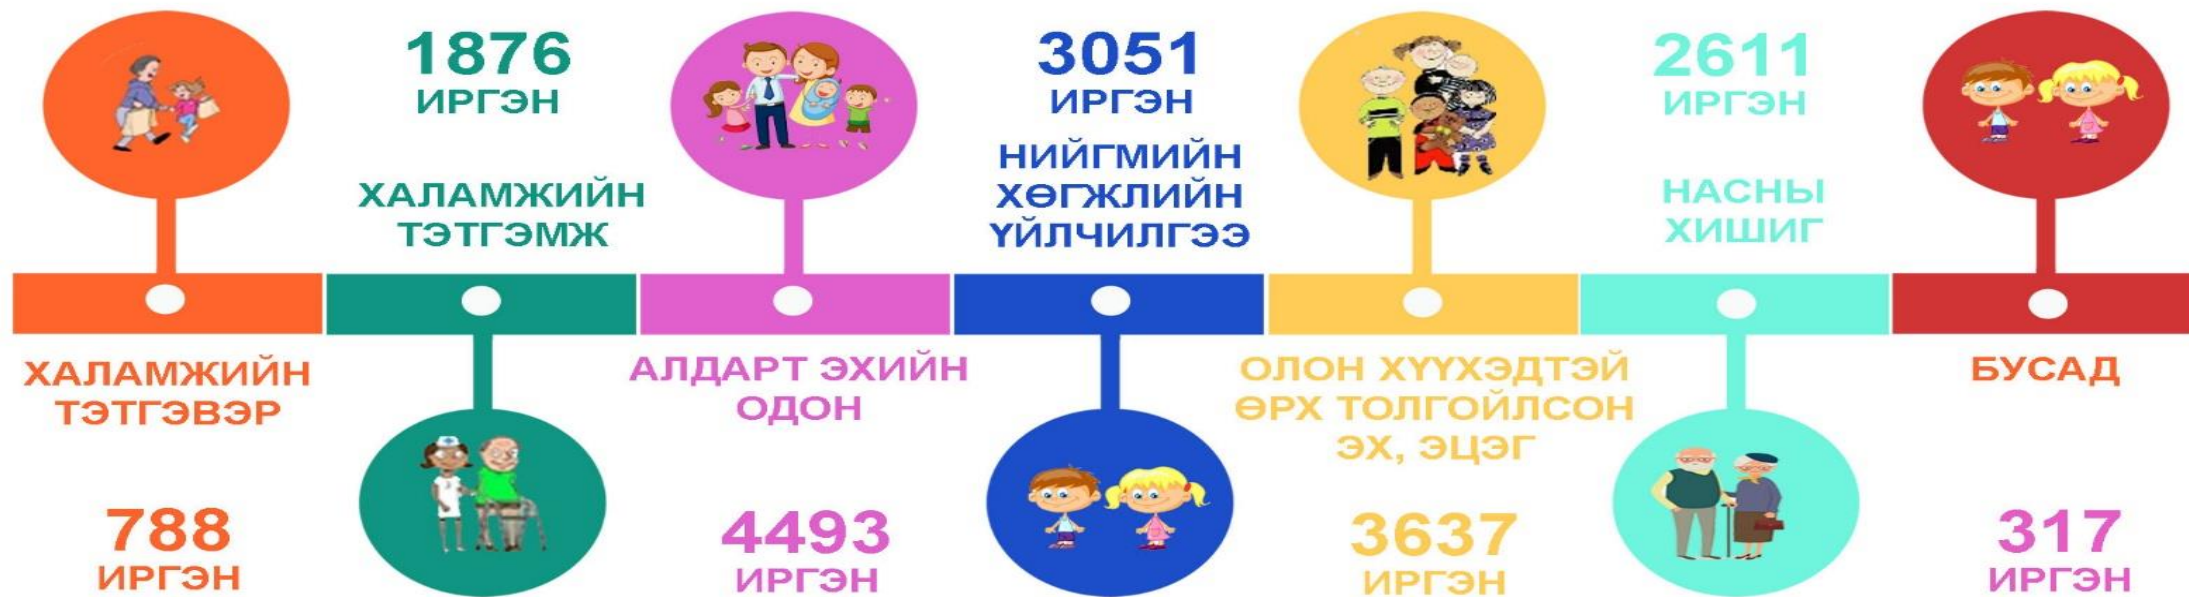 ХАЛАМЖИЙН
ТЭТГЭВЭР
788
ИРГЭН
1876
ИРГЭН
ХАЛАМЖИЙН
ТЭТГЭМЖ
АЛДАРТ ЭХИЙН
ОДОН
4493
ИРГЭН
3051
ИРГЭН
НИЙГМИЙН
ХӨГЖЛИЙН
ҮЙЛЧИЛГЭЭ
ОЛОН ХҮҮХЭДТЭЙ
ӨРХ ТОЛГОЙЛСОН
ЭХ, ЭЦЭГ
3637
ИРГЭН
2611
ИРГЭН
НАСНЫ
ХИШИГ
БУСАД
317
ИРГЭН